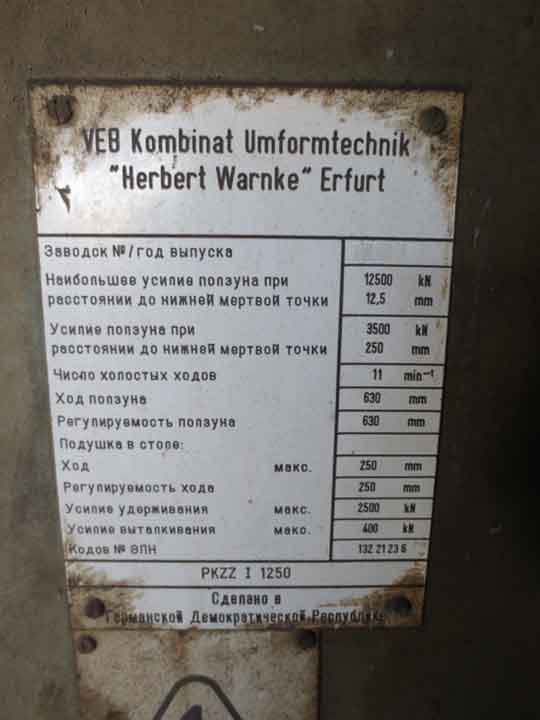 VEB Kombinat Umformtechnik
"Herbert Warnke" Erfurt
Заводск №/год выпуска
Наибольшее усилие ползуна при 12500 kN
расстоянии до нижней мертвой точки 12,5 mm
Усилие ползуна при 3500 kN
расстоянии до нижней мертвой точки 250 mm
Число холостых ходов 11 min⁻¹
Ход ползуна 630 mm
Регулируемость ползуна 630 mm
Подушка в столе:
Ход макс. 250 mm
Регулируемость хода 250 mm
Усилие удерживания макс. 2500 kN
Усилие выталкивания макс. 400 kN
Кодов № ВПН 132 21 23 6
PKZZ I 1250
Сделано в
Германской Демократической Республике